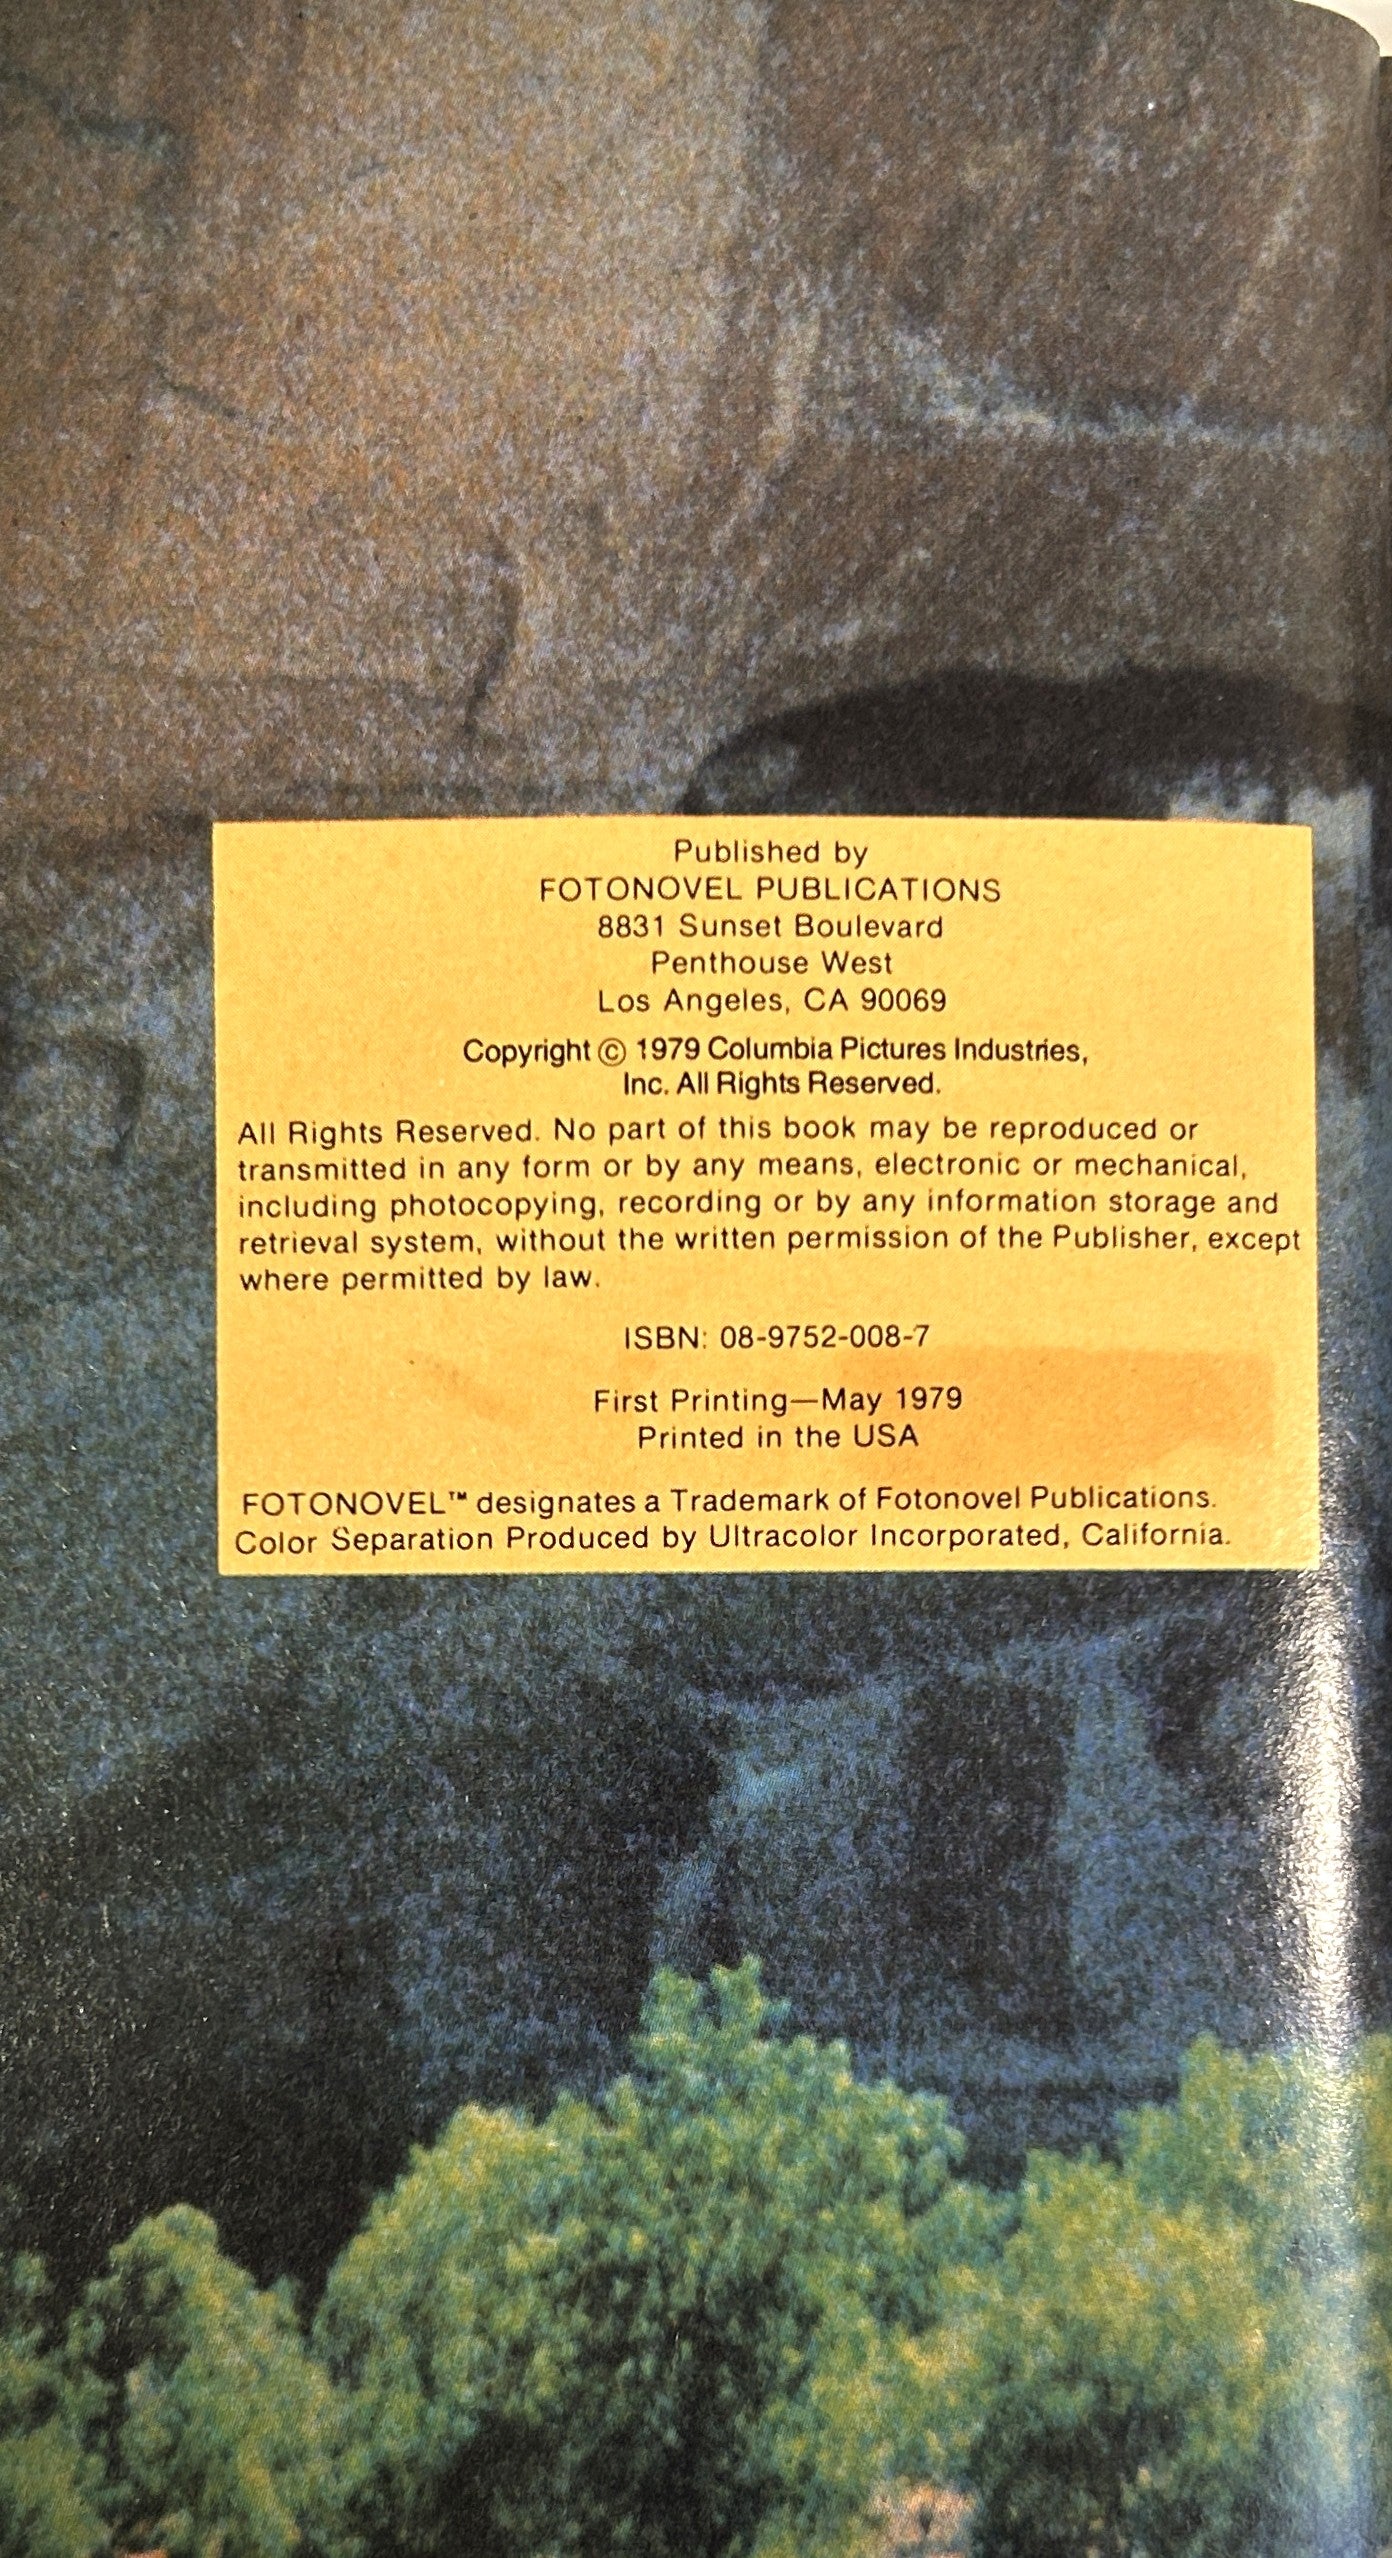 Published by
FOTONOVEL PUBLICATIONS
8831 Sunset Boulevard
Penthouse West
Los Angeles, CA 90069
Copyright © 1979 Columbia Pictures Industries,
Inc. All Rights Reserved.
All Rights Reserved. No part of this book may be reproduced or
transmitted in any form or by any means, electronic or mechanical,
including photocopying, recording or by any information storage and
retrieval system, without the written permission of the Publisher, except
where permitted by law.
ISBN: 08-9752-008-7
First Printing—May 1979
Printed in the USA
FOTONOVEL™ designates a Trademark of Fotonovel Publications.
Color Separation Produced by Ultracolor Incorporated, California.